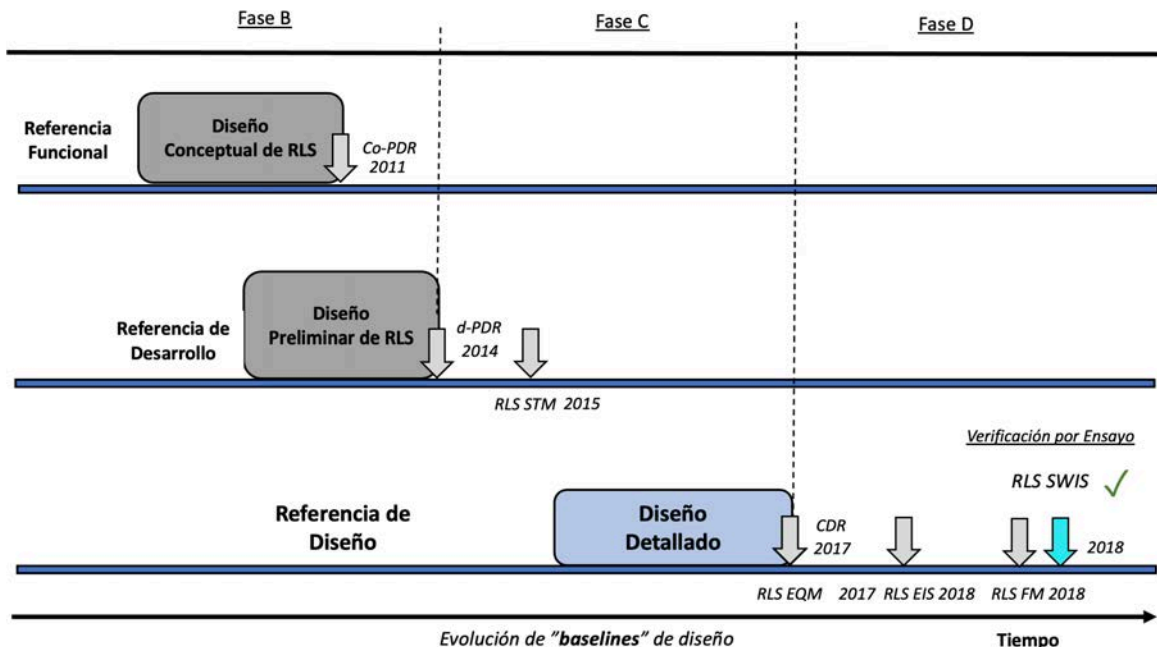 Fase B
Fase C
Fase D
Referencia
Funcional
Diseño
Conceptual de RLS
Co-PDR
2011
Referencia de
Desarrollo
Diseño
Preliminar de RLS
d-PDR
2014
RLS STM 2015
Verificación por Ensayo
RLS SWIS
Referencia de
Diseño
Diseño
Detallado
CDR
2017
2018
RLS EQM 2017 RLS EIS 2018 RLS FM 2018
Evolución de "baselines" de diseño
Tiempo